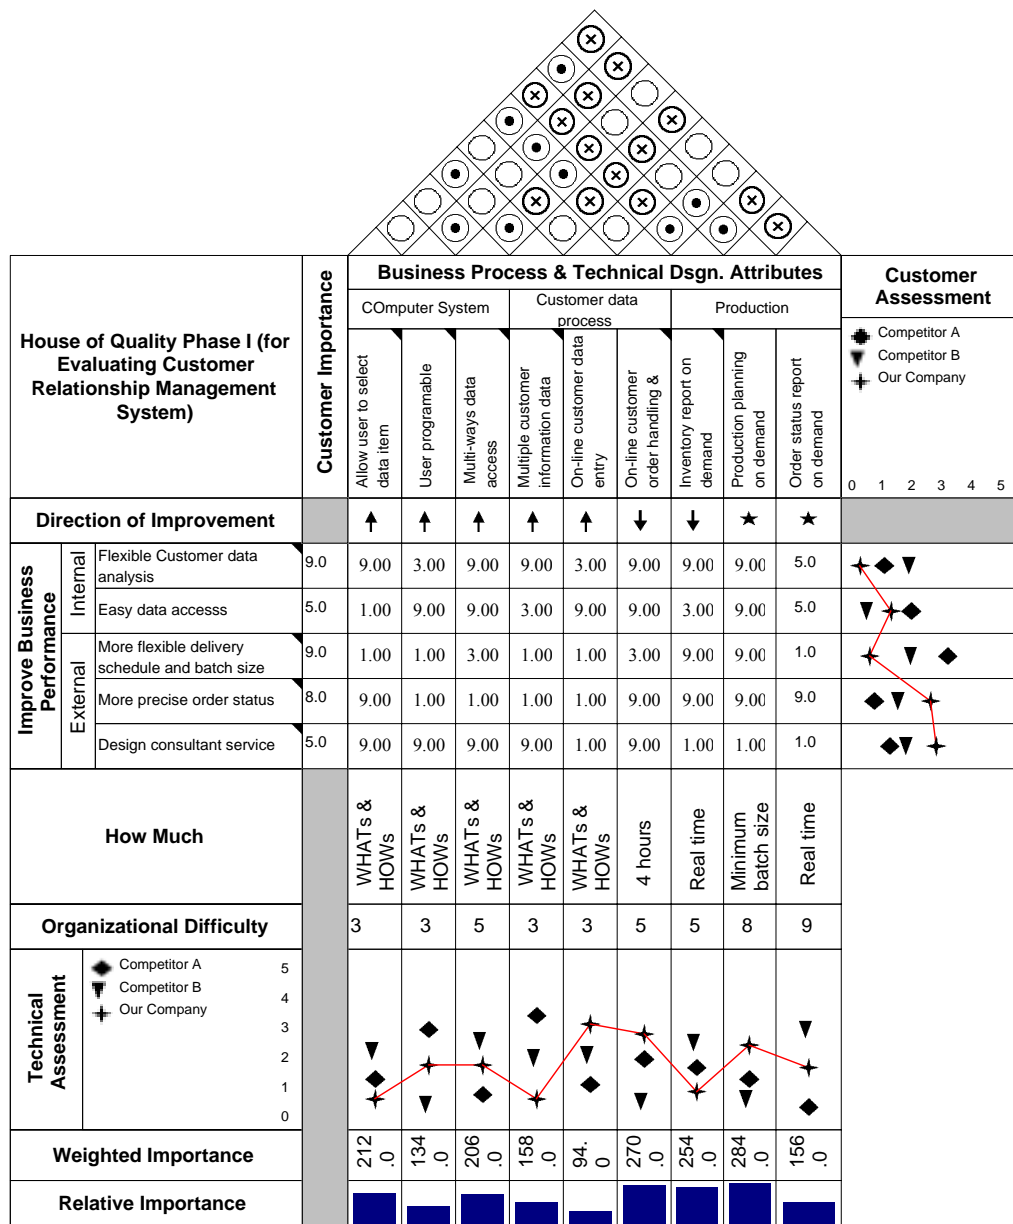 Business Process & Technical Dsgn. Attributes
Customer
Assessment
COmputer System
Customer data
process
Production
House of Quality Phase I (for
Evaluating Customer
Relationship Management
System)
Customer Importance
Allow user to select
data item
User programable
Multi-ways data
access
Multiple customer
information data
On-line customer data
entry
On-line customer
order handling &
Inventory report on
demand
Production planning
on demand
Order status report
on demand
Competitor A
Competitor B
Our Company
0 1 2 3 4 5
Direction of Improvement
Improve Business
Performance
Internal
Flexible Customer data
analysis
9.0 9.00 3.00 9.00 9.00 3.00 9.00 9.00 9.00 5.0
Easy data accesss
5.0 1.00 9.00 9.00 3.00 9.00 9.00 3.00 9.00 5.0
External
More flexible delivery
schedule and batch size
9.0 1.00 1.00 3.00 1.00 1.00 3.00 9.00 9.00 1.0
More precise order status
8.0 9.00 1.00 1.00 1.00 1.00 9.00 9.00 9.00 9.0
Design consultant service
5.0 9.00 9.00 9.00 9.00 1.00 9.00 1.00 1.00 1.0
How Much
WHATs &
HOWs
WHATs &
HOWs
WHATs &
HOWs
WHATs &
HOWs
WHATs &
HOWs
4 hours
Real time
Minimum
batch size
Real time
Organizational Difficulty
3 3 5 3 3 5 5 8 9
Technical
Assessment
Competitor A
Competitor B
Our Company
5
4
3
2
1
0
Weighted Importance
212
.0
134
.0
206
.0
158
.0
94.
0
270
.0
254
.0
284
.0
156
.0
Relative Importance